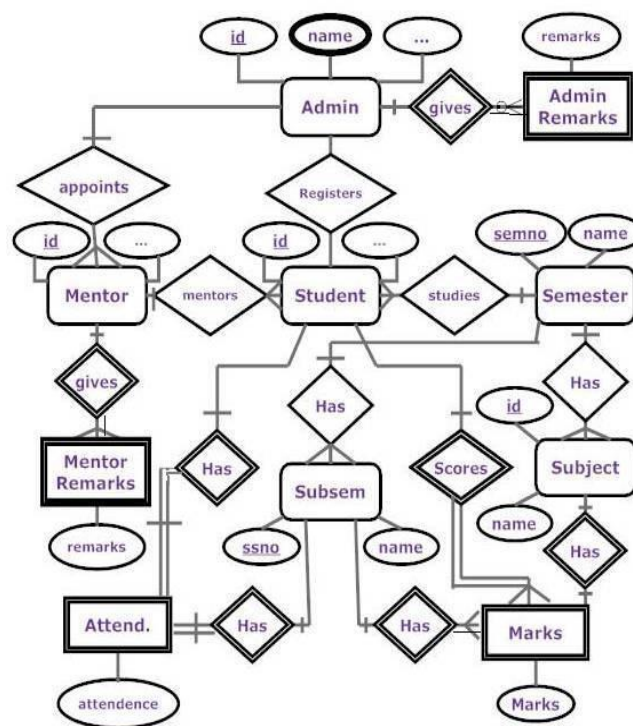 id
name
...
remarks
Admin
gives
Admin
Remarks
appoints
Registers
id
...
id
...
semno
name
Mentor
mentors
Student
studies
Semester
gives
Has
Has
id
Mentor
Remarks
Has
Scores
Subject
Subsem
remarks
ssno
name
name
Has
Attend.
Has
Has
Marks
attendence
Marks